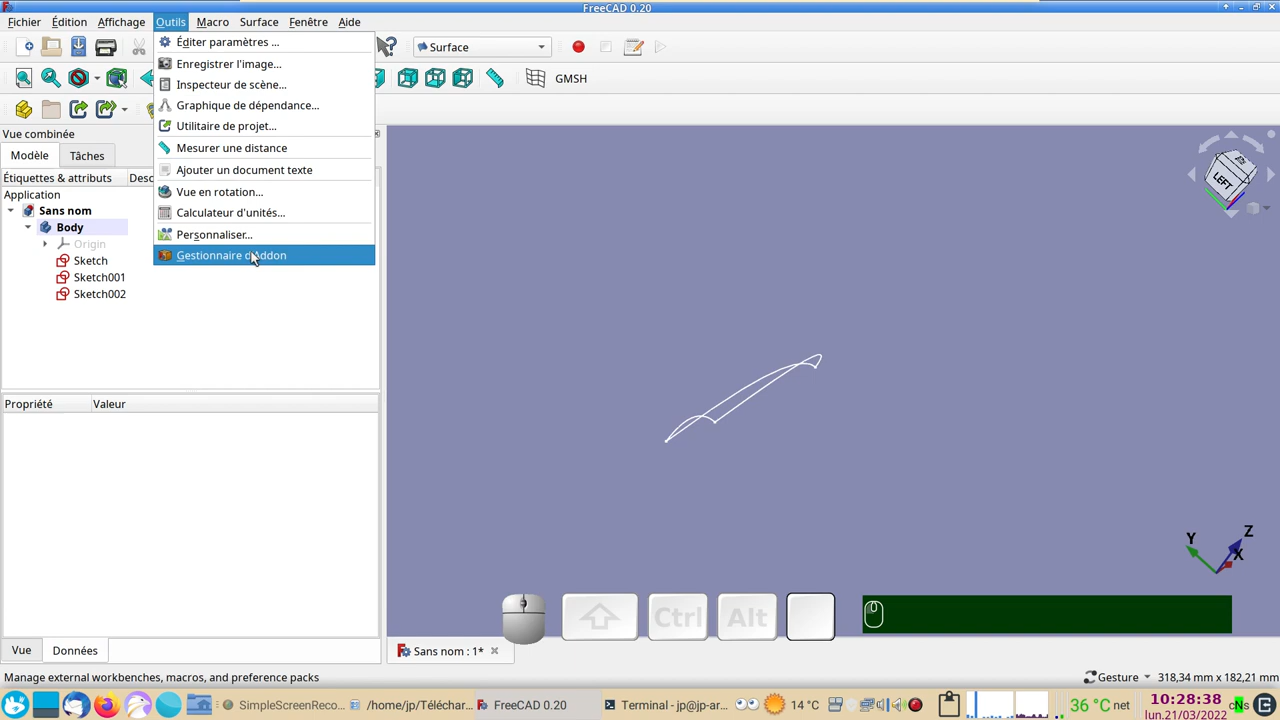 FreeCAD 0.20
Fichier Édition Affichage Outils Macro Surface Fenêtre Aide
Éditer paramètres ...
Enregistrer l'image...
Inspecteur de scène...
Graphique de dépendance...
Utilitaire de projet...
Mesurer une distance
Ajouter un document texte
Vue en rotation...
Calculateur d'unités...
Personnaliser...
Gestionnaire d'Addon
Surface
GMSH
Vue combinée
Modèle Tâches
Étiquettes & attributs Desc
Application
Sans nom
Body
Origin
Sketch
Sketch001
Sketch002
Propriété Valeur
LEFT
Y Z X
Ctrl Alt
Vue Données
Sans nom : 1*
Manage external workbenches, macros, and preference packs
Gesture 318,34 mm x 182,21 mm
SimpleScreenReco... /home/jp/Téléchar... FreeCAD 0.20 Terminal - jp@jp-ar... 14 °C 36 °C net 10:28:38 cNs
lun.21/03/2022